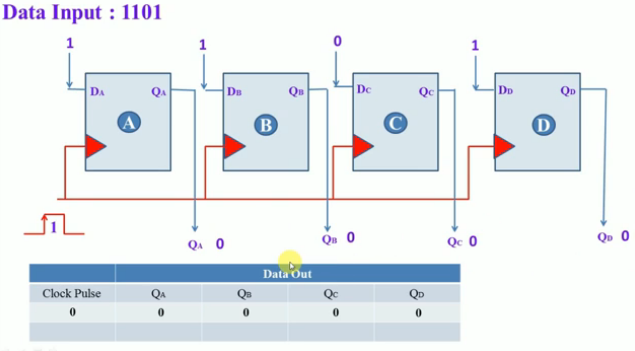 Data Input : 1101
1 1 0 1
DA QA DB QB DC QC DD QD
A B C D
1
QA 0 QB 0 QC 0 QD 0
Data Out
Clock Pulse QA QB QC QD
0 0 0 0 0